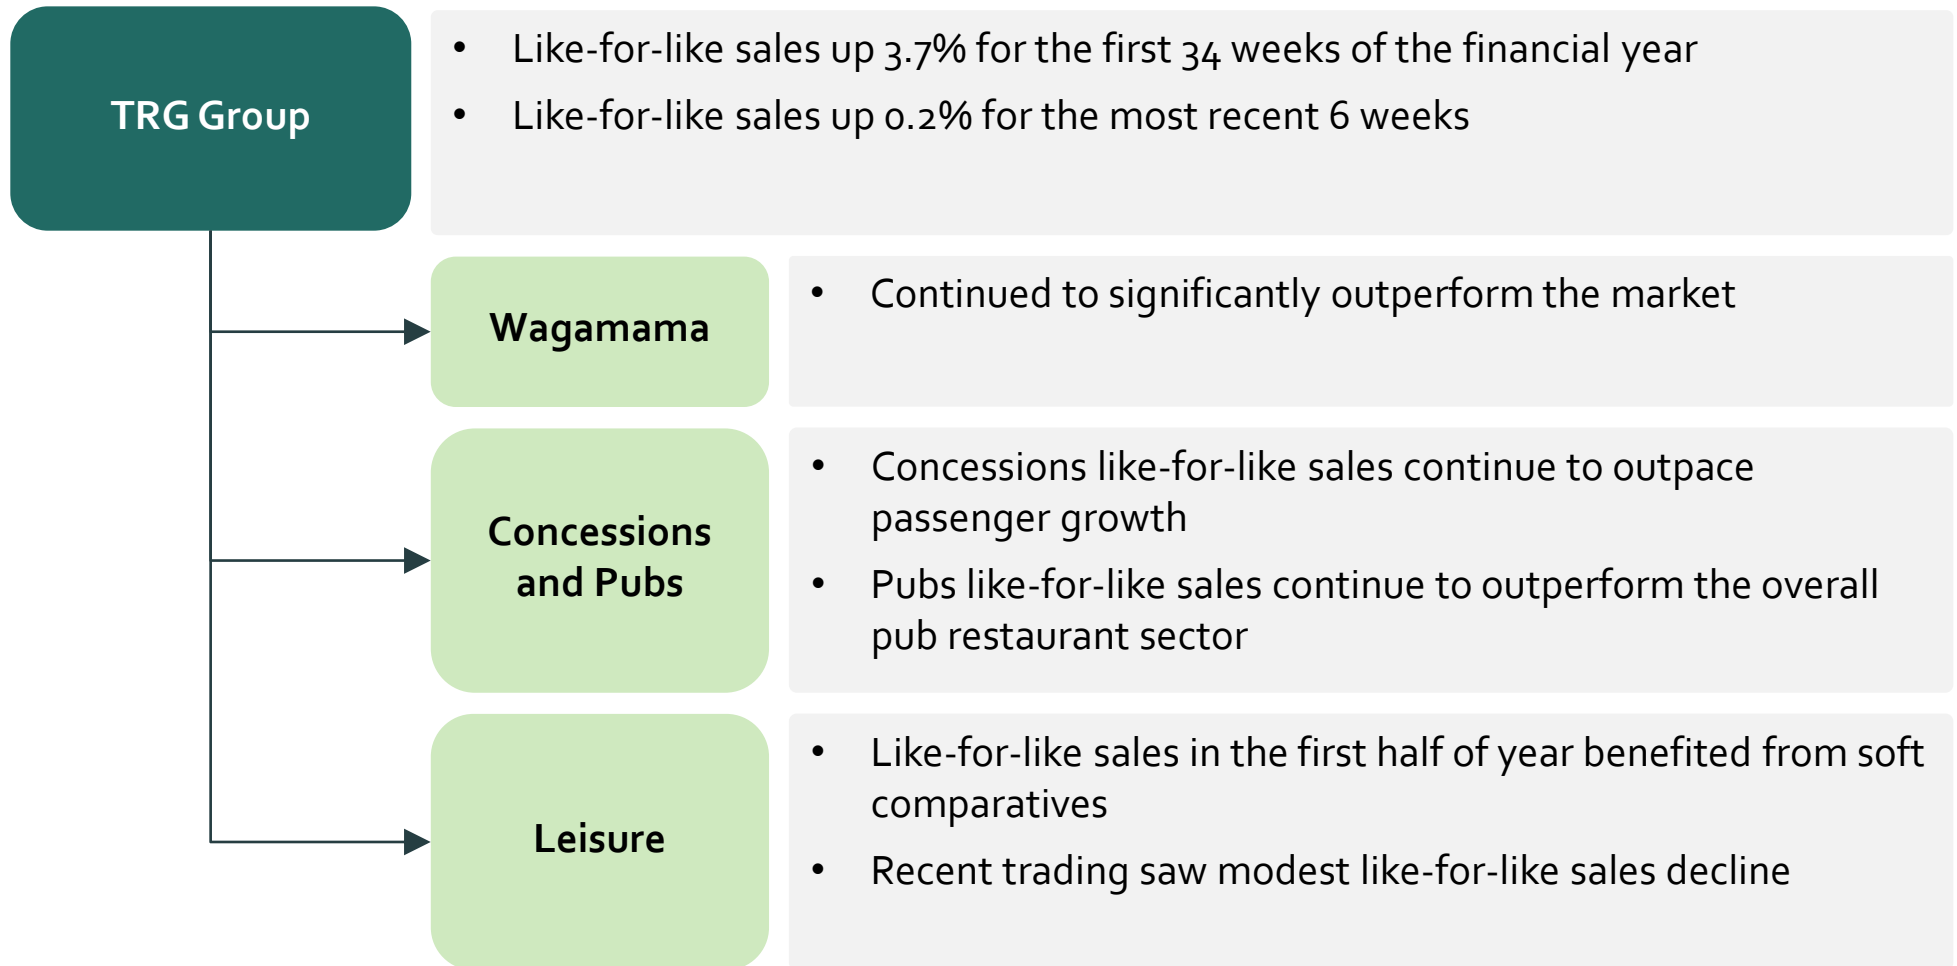 TRG Group
• Like-for-like sales up 3.7% for the first 34 weeks of the financial year
• Like-for-like sales up 0.2% for the most recent 6 weeks
Wagamama
• Continued to significantly outperform the market
Concessions
and Pubs
• Concessions like-for-like sales continue to outpace
passenger growth
• Pubs like-for-like sales continue to outperform the overall
pub restaurant sector
Leisure
• Like-for-like sales in the first half of year benefited from soft
comparatives
• Recent trading saw modest like-for-like sales decline